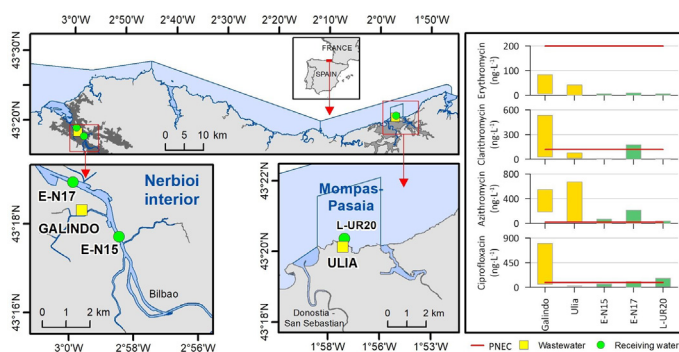 3°0'W 2°50'W 2°40'W 2°30'W 2°20'W 2°10'W 2°0'W 1°50'W
43°30'N
43°20'N
FRANCE
SPAIN
0 5 10 km
Nerbioi
interior
E-N17
GALINDO
E-N15
Bilbao
0 1 2 km
43°18'N
43°16'N
3°0'W 2°58'W 2°56'W
Mompas-
Pasaia
L-UR20
ULIA
Donostia -
San Sebastian
0 1 2 km
43°22'N
43°20'N
43°18'N
1°58'W 1°56'W 1°53'W
Erythromycin
(ng·L⁻¹)
200
100
0
Clarithromycin
(ng·L⁻¹)
600
300
0
Azithromycin
(ng·L⁻¹)
900
600
300
0
Ciprofloxacin
(ng·L⁻¹)
900
450
0
Galindo
Ulia
E-N15
E-N17
L-UR20
PNEC Wastewater Receiving water